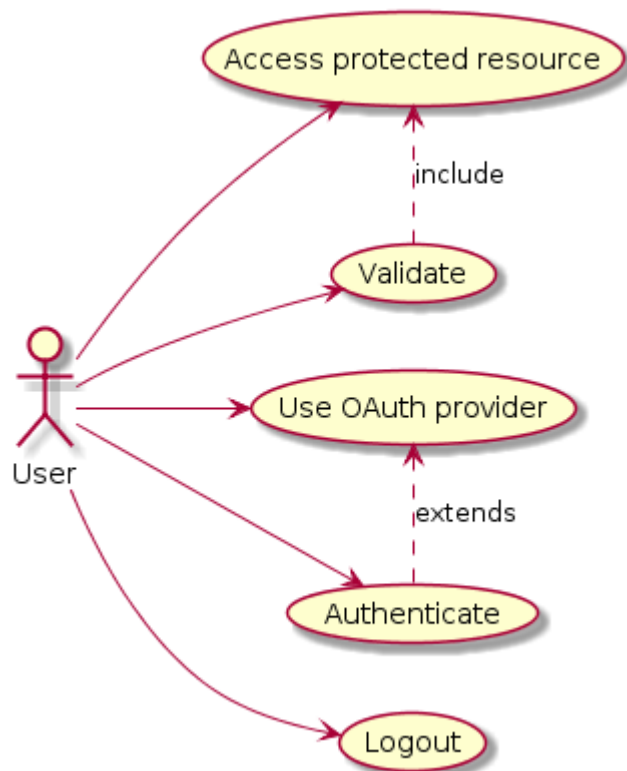 Access protected resource
include
Validate
Use OAuth provider
User
extends
Authenticate
Logout